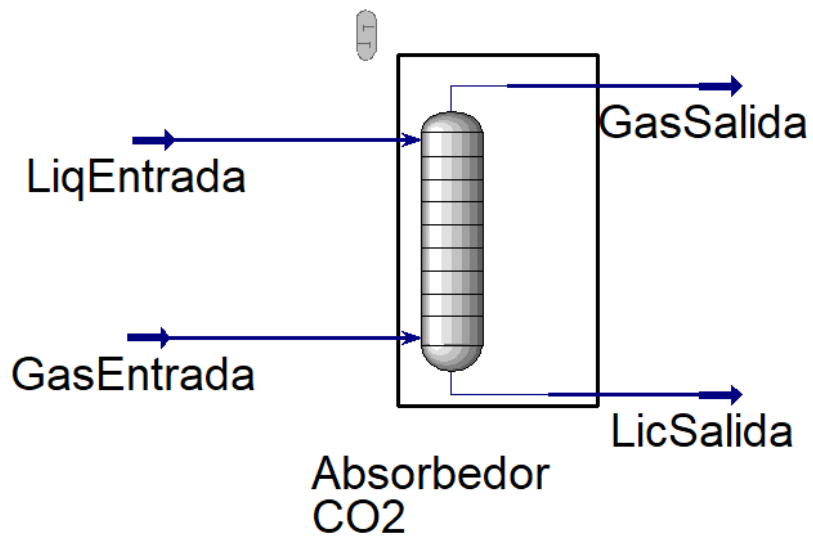 GasSalida
LiqEntrada
GasEntrada
LicSalida
Absorbedor
CO2